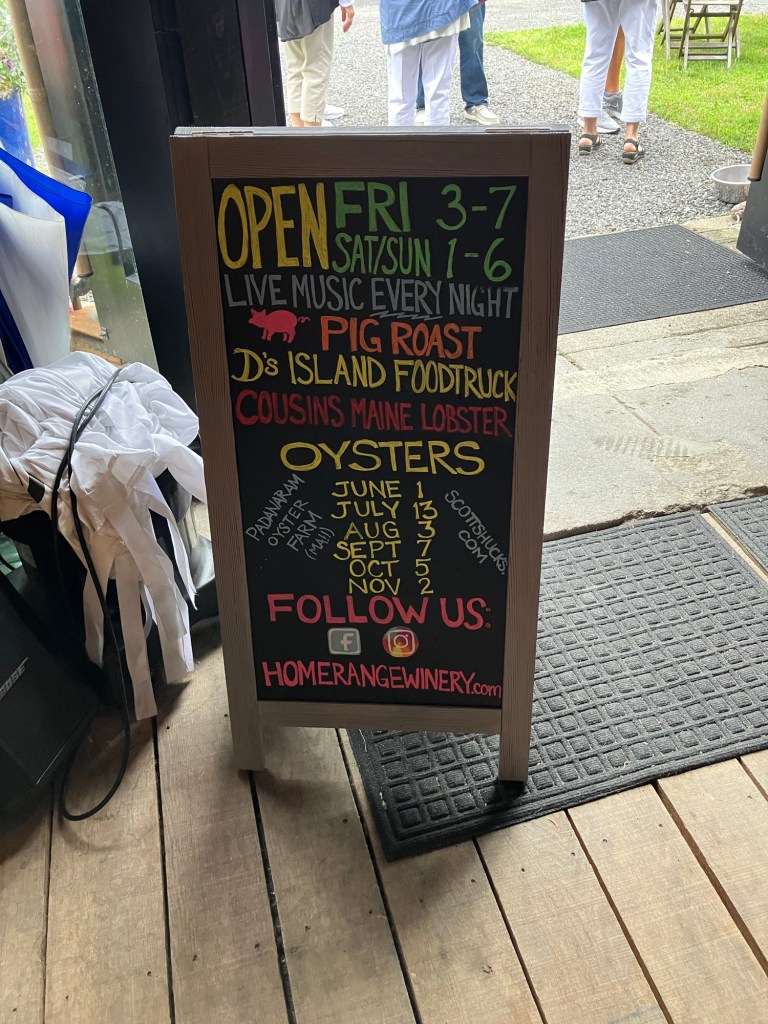 OPEN FRI 3-7
SAT/SUN 1-6
LIVE MUSIC EVERY NIGHT
PIG ROAST
D's ISLAND FOODTRUCK
COUSINS MAINE LOBSTER
OYSTERS
PADANARAM
OYSTER
FARM
(MA!!)
JUNE 1
JULY 13
AUG 3
SEPT 7
OCT 5
NOV 2
SCOTTSHUCKS.
COM
FOLLOW US:
f
HOMERANGEWINERY.com
BOSE